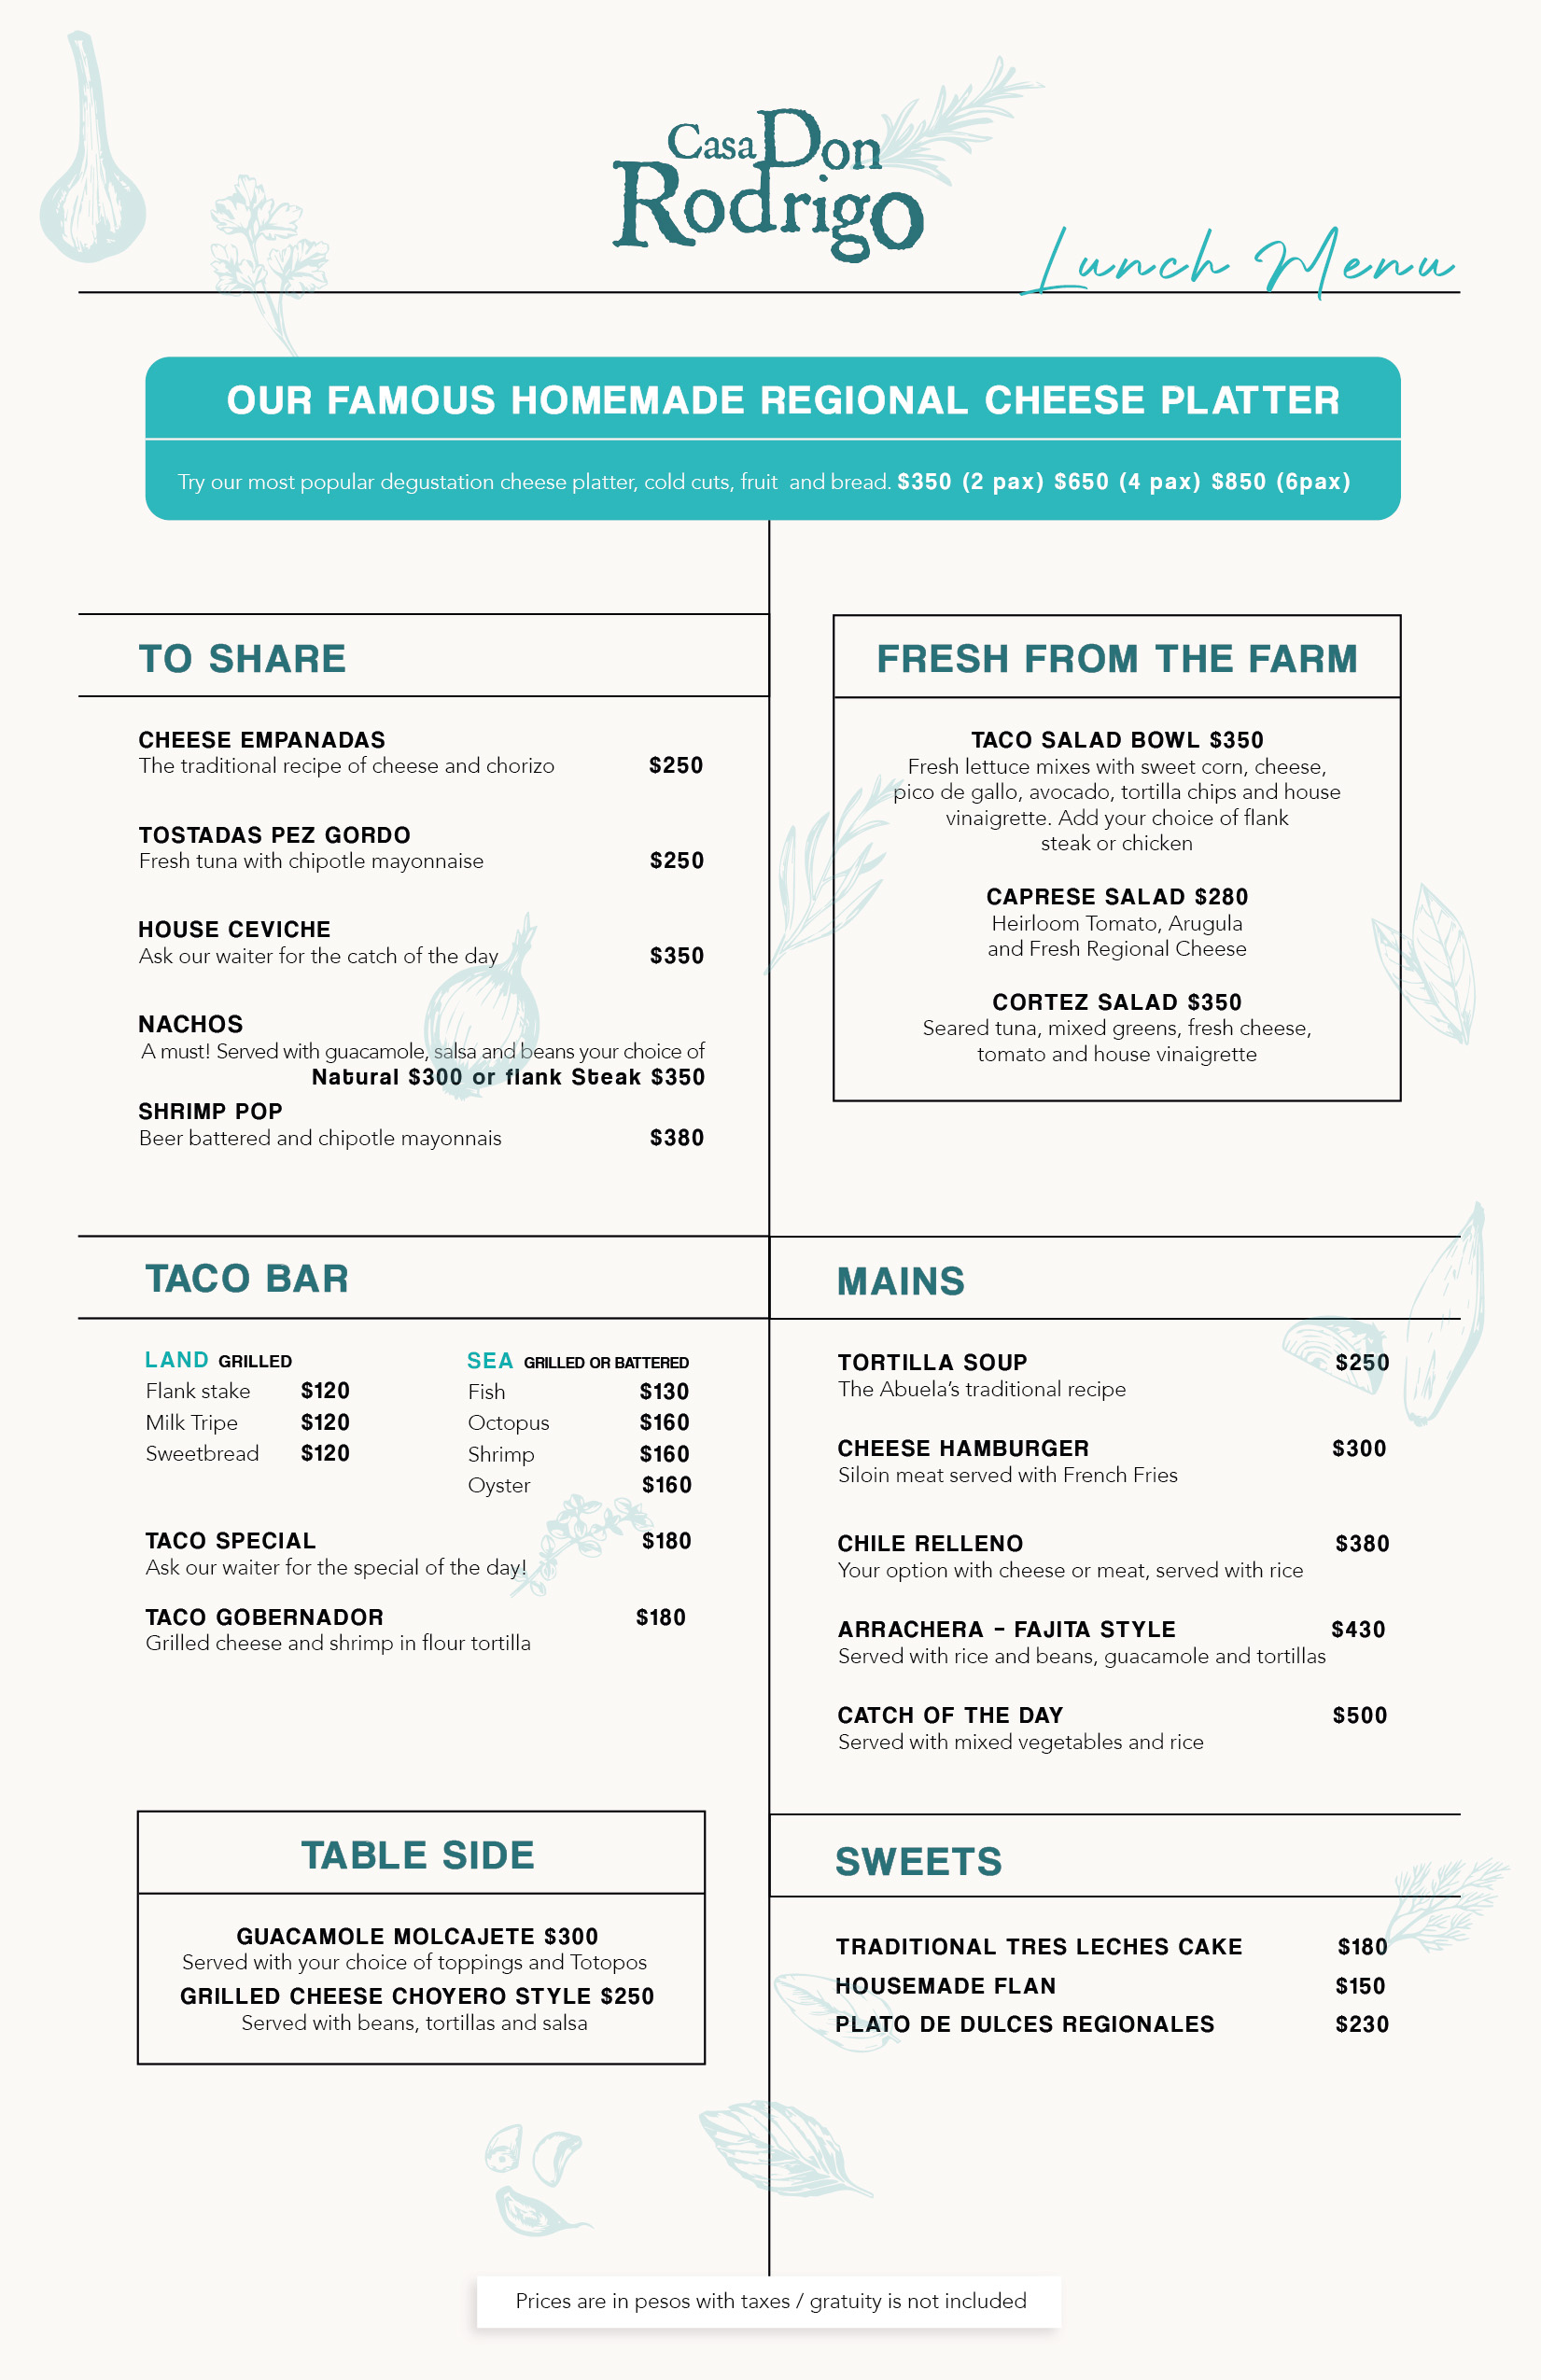 Casa Don
Rodrigo
Lunch Menu
OUR FAMOUS HOMEMADE REGIONAL CHEESE PLATTER
Try our most popular degustation cheese platter, cold cuts, fruit and bread. $350 (2 pax) $650 (4 pax) $850 (6pax)
TO SHARE
CHEESE EMPANADAS
The traditional recipe of cheese and chorizo $250
TOSTADAS PEZ GORDO
Fresh tuna with chipotle mayonnaise $250
HOUSE CEVICHE
Ask our waiter for the catch of the day $350
NACHOS
A must! Served with guacamole, salsa and beans your choice of
Natural $300 or flank Steak $350
SHRIMP POP
Beer battered and chipotle mayonnais $380
FRESH FROM THE FARM
TACO SALAD BOWL $350
Fresh lettuce mixes with sweet corn, cheese,
pico de gallo, avocado, tortilla chips and house
vinaigrette. Add your choice of flank
steak or chicken
CAPRESE SALAD $280
Heirloom Tomato, Arugula
and Fresh Regional Cheese
CORTEZ SALAD $350
Seared tuna, mixed greens, fresh cheese,
tomato and house vinaigrette
TACO BAR
LAND GRILLED
Flank stake $120
Milk Tripe $120
Sweetbread $120
SEA GRILLED OR BATTERED
Fish $130
Octopus $160
Shrimp $160
Oyster $160
TACO SPECIAL $180
Ask our waiter for the special of the day!
TACO GOBERNADOR $180
Grilled cheese and shrimp in flour tortilla
MAINS
TORTILLA SOUP $250
The Abuela's traditional recipe
CHEESE HAMBURGER $300
Siloin meat served with French Fries
CHILE RELLENO $380
Your option with cheese or meat, served with rice
ARRACHERA - FAJITA STYLE $430
Served with rice and beans, guacamole and tortillas
CATCH OF THE DAY $500
Served with mixed vegetables and rice
TABLE SIDE
GUACAMOLE MOLCAJETE $300
Served with your choice of toppings and Totopos
GRILLED CHEESE CHOYERO STYLE $250
Served with beans, tortillas and salsa
SWEETS
TRADITIONAL TRES LECHES CAKE $180
HOUSEMADE FLAN $150
PLATO DE DULCES REGIONALES $230
Prices are in pesos with taxes / gratuity is not included